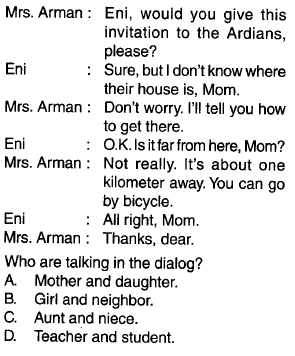 Mrs. Arman : Eni, would you give this
invitation to the Ardians,
please?
Eni : Sure, but I don't know where
their house is, Mom.
Mrs. Arman : Don't worry. I'll tell you how
to get there.
Eni : O.K. Is it far from here, Mom?
Mrs. Arman : Not really. It's about one
kilometer away. You can go
by bicycle.
Eni : All right, Mom.
Mrs. Arman : Thanks, dear.
Who are talking in the dialog?
A. Mother and daughter.
B. Girl and neighbor.
C. Aunt and niece.
D. Teacher and student.